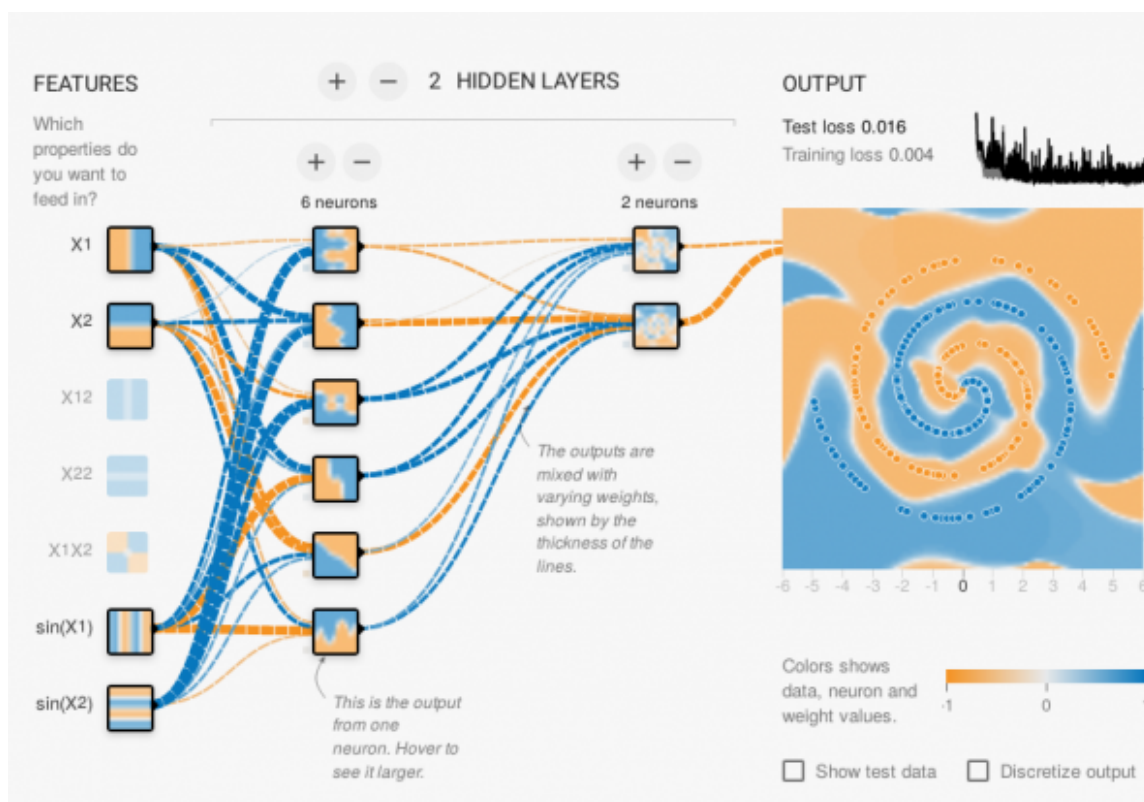 FEATURES
Which
properties do
you want to
feed in?
+ − 2 HIDDEN LAYERS
+ −
6 neurons
+ −
2 neurons
OUTPUT
Test loss 0.016
Training loss 0.004
X1
X2
X12
X22
X1X2
sin(X1)
sin(X2)
The outputs are
mixed with
varying weights,
shown by the
thickness of the
lines.
This is the output
from one
neuron. Hover to
see it larger.
-6 -5 -4 -3 -2 -1 0 1 2 3 4 5
Colors shows
data, neuron and
weight values.
-1 0
Show test data
Discretize output